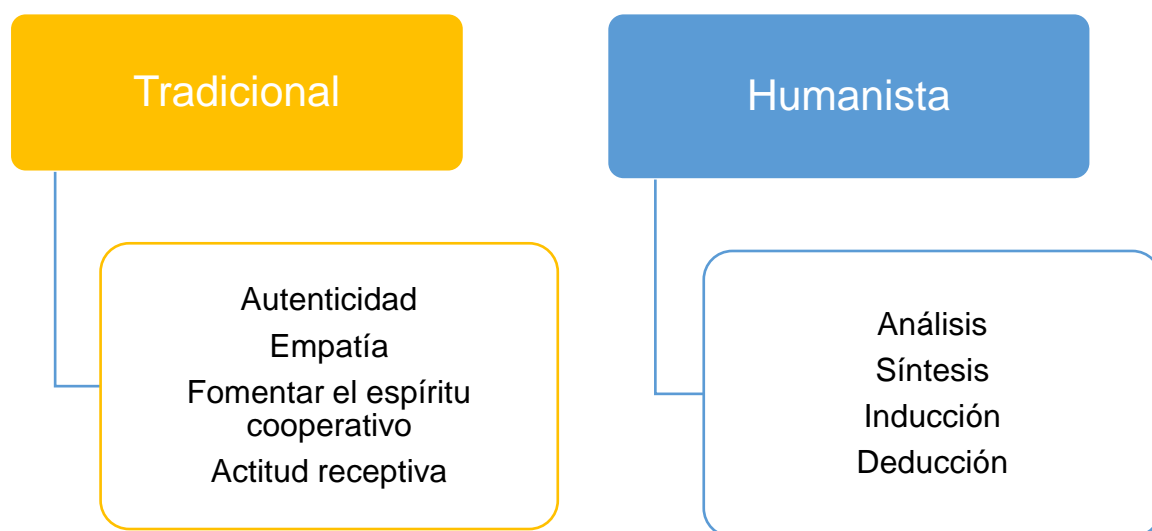 Tradicional
Autenticidad
Empatía
Fomentar el espíritu
cooperativo
Actitud receptiva
Humanista
Análisis
Síntesis
Inducción
Deducción